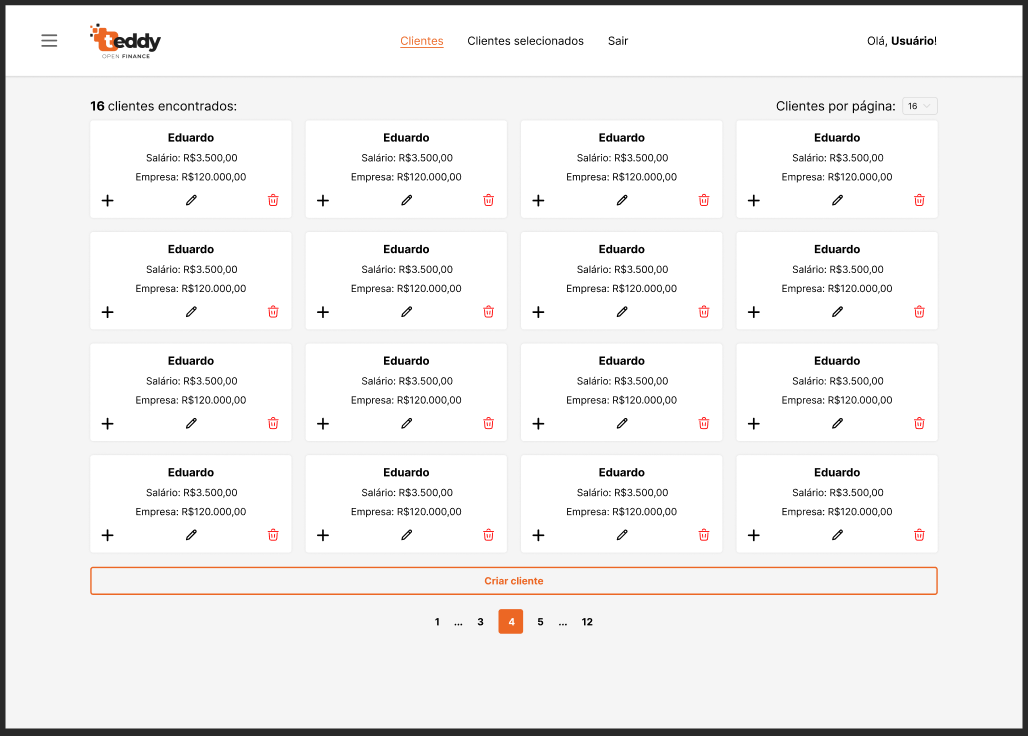 teddy
OPEN FINANCE
Clientes Clientes selecionados Sair Olá, Usuário!
16 clientes encontrados: Clientes por página: 16
Eduardo Eduardo Eduardo Eduardo
Salário: R$3.500,00 Salário: R$3.500,00 Salário: R$3.500,00 Salário: R$3.500,00
Empresa: R$120.000,00 Empresa: R$120.000,00 Empresa: R$120.000,00 Empresa: R$120.000,00
Eduardo Eduardo Eduardo Eduardo
Salário: R$3.500,00 Salário: R$3.500,00 Salário: R$3.500,00 Salário: R$3.500,00
Empresa: R$120.000,00 Empresa: R$120.000,00 Empresa: R$120.000,00 Empresa: R$120.000,00
Eduardo Eduardo Eduardo Eduardo
Salário: R$3.500,00 Salário: R$3.500,00 Salário: R$3.500,00 Salário: R$3.500,00
Empresa: R$120.000,00 Empresa: R$120.000,00 Empresa: R$120.000,00 Empresa: R$120.000,00
Eduardo Eduardo Eduardo Eduardo
Salário: R$3.500,00 Salário: R$3.500,00 Salário: R$3.500,00 Salário: R$3.500,00
Empresa: R$120.000,00 Empresa: R$120.000,00 Empresa: R$120.000,00 Empresa: R$120.000,00
Criar cliente
1 ... 3 4 5 ... 12